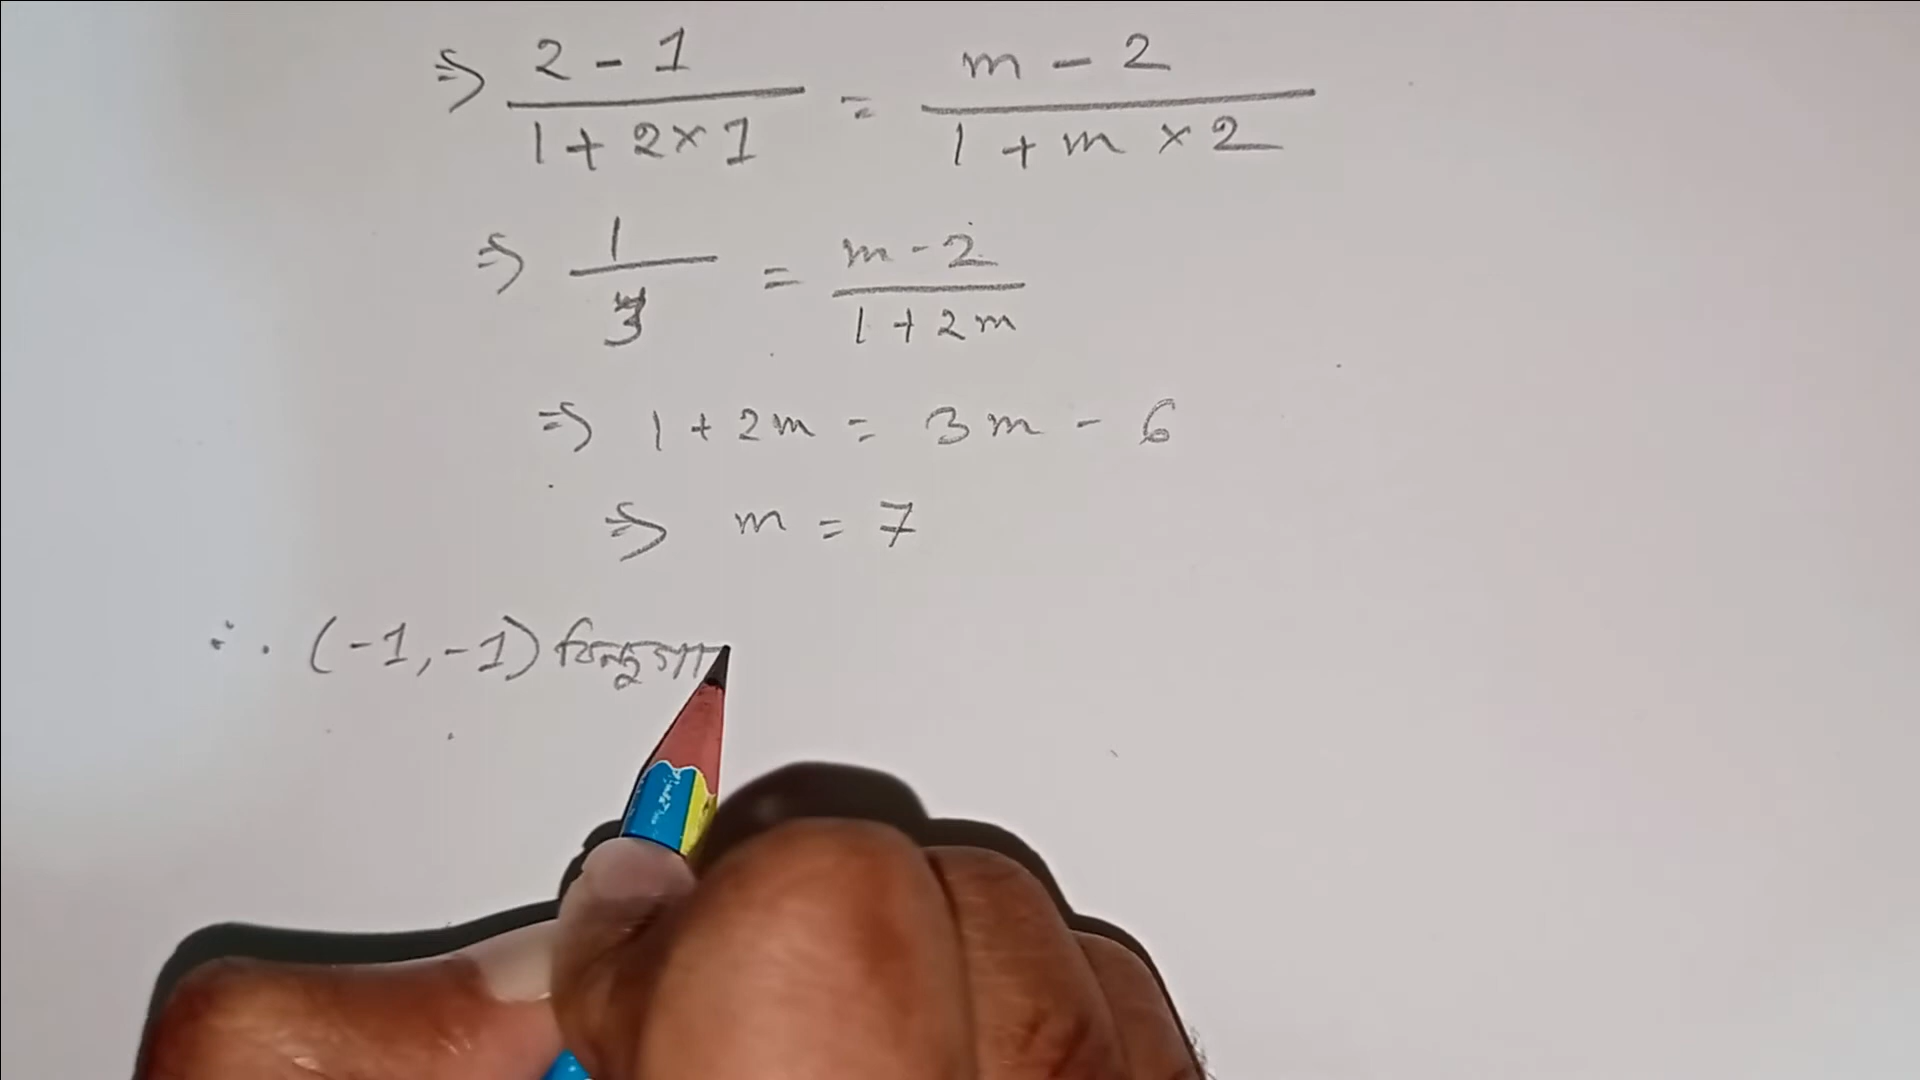 ⇒ (2 - 1)/(1 + 2×1) = (m - 2)/(1 + m × 2)
⇒ 1/3 = (m - 2)/(1 + 2m)
⇒ 1 + 2m = 3m - 6
⇒ m = 7
∴ (-1, -1) বিন্দুগা